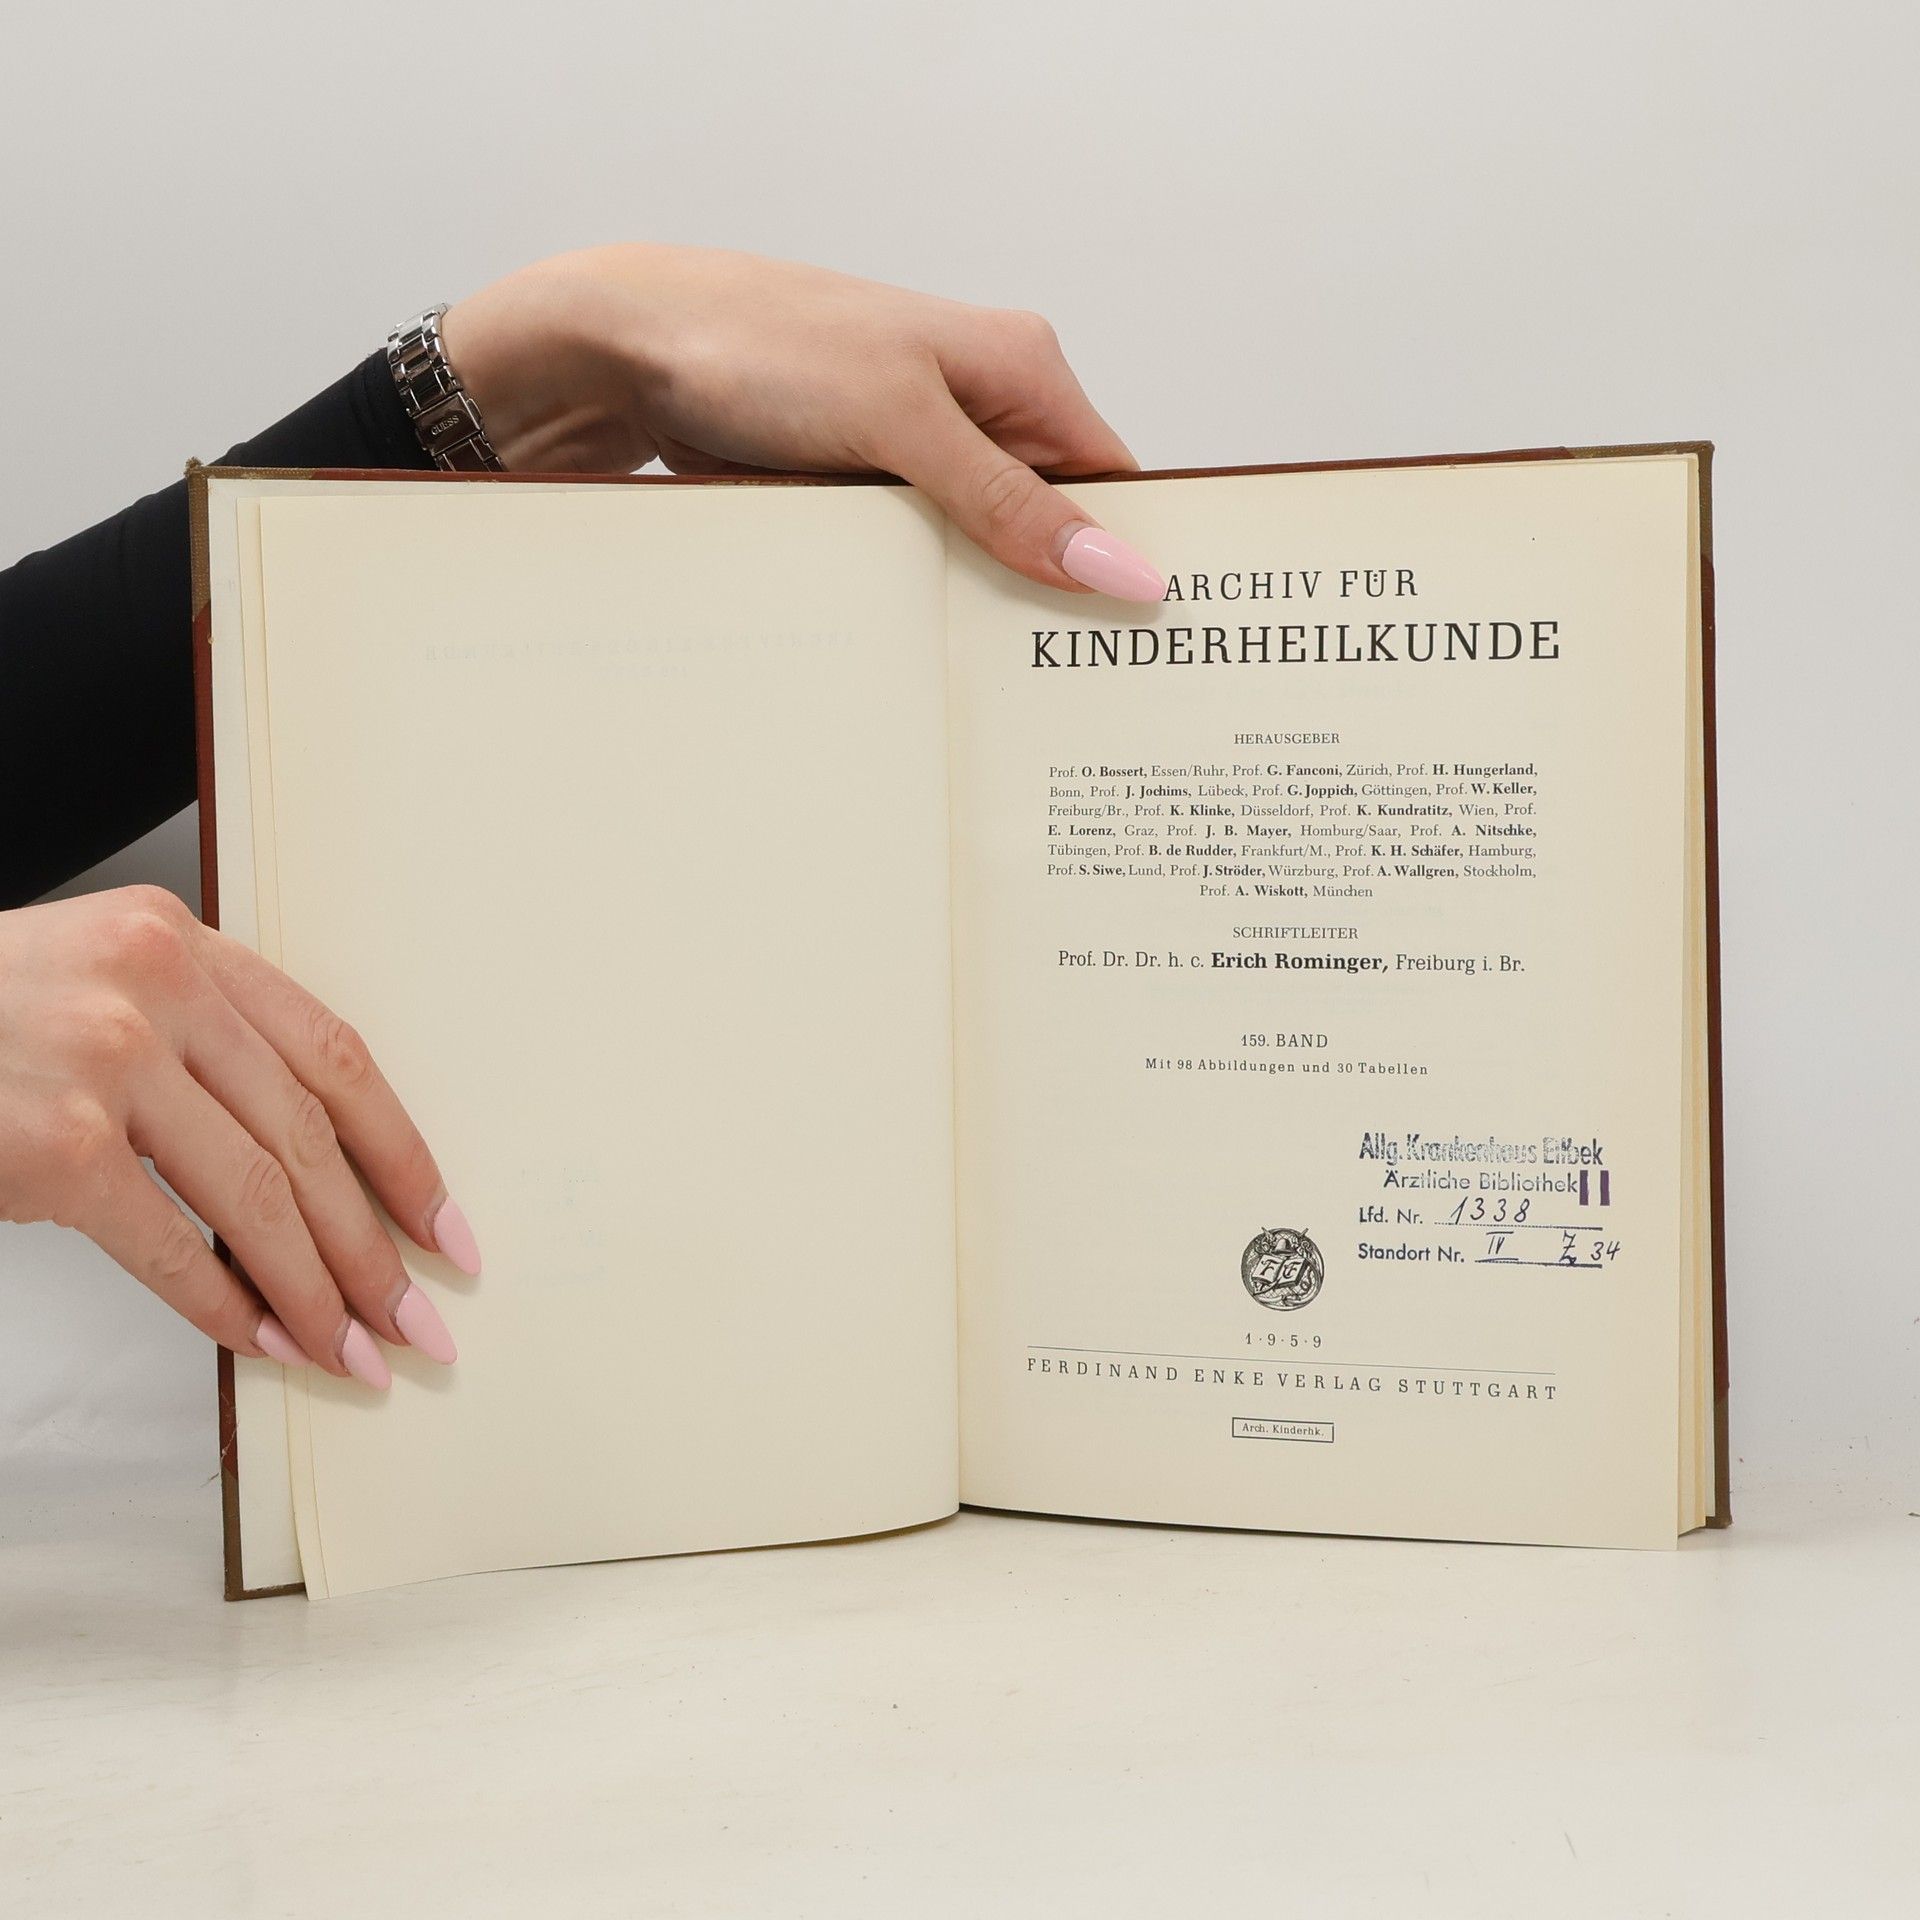 GUESS
ARCHIV FÜR
KINDERHEILKUNDE
HERAUSGEBER
Prof. O. Bossert, Essen/Ruhr, Prof. G. Fanconi, Zürich, Prof. H. Hungerland,
Bonn, Prof. J. Jochims, Lübeck, Prof. G. Joppich, Göttingen, Prof. W. Keller,
Freiburg/Br., Prof. K. Klinke, Düsseldorf, Prof. K. Kundratitz, Wien, Prof.
E. Lorenz, Graz, Prof. J. B. Mayer, Homburg/Saar, Prof. A. Nitschke,
Tübingen, Prof. B. de Rudder, Frankfurt/M., Prof. K. H. Schäfer, Hamburg,
Prof. S. Siwe, Lund, Prof. J. Ströder, Würzburg, Prof. A. Wallgren, Stockholm,
Prof. A. Wiskott, München
SCHRIFTLEITER
Prof. Dr. Dr. h. c. Erich Rominger, Freiburg i. Br.
159. BAND
Mit 98 Abbildungen und 30 Tabellen
Allg. Krankenhaus Eilbek
Ärztliche Bibliothek
Lfd. Nr. 1338
Standort Nr. IV Z 34
F E
1·9·5·9
FERDINAND ENKE VERLAG STUTTGART
Arch. Kinderhk.